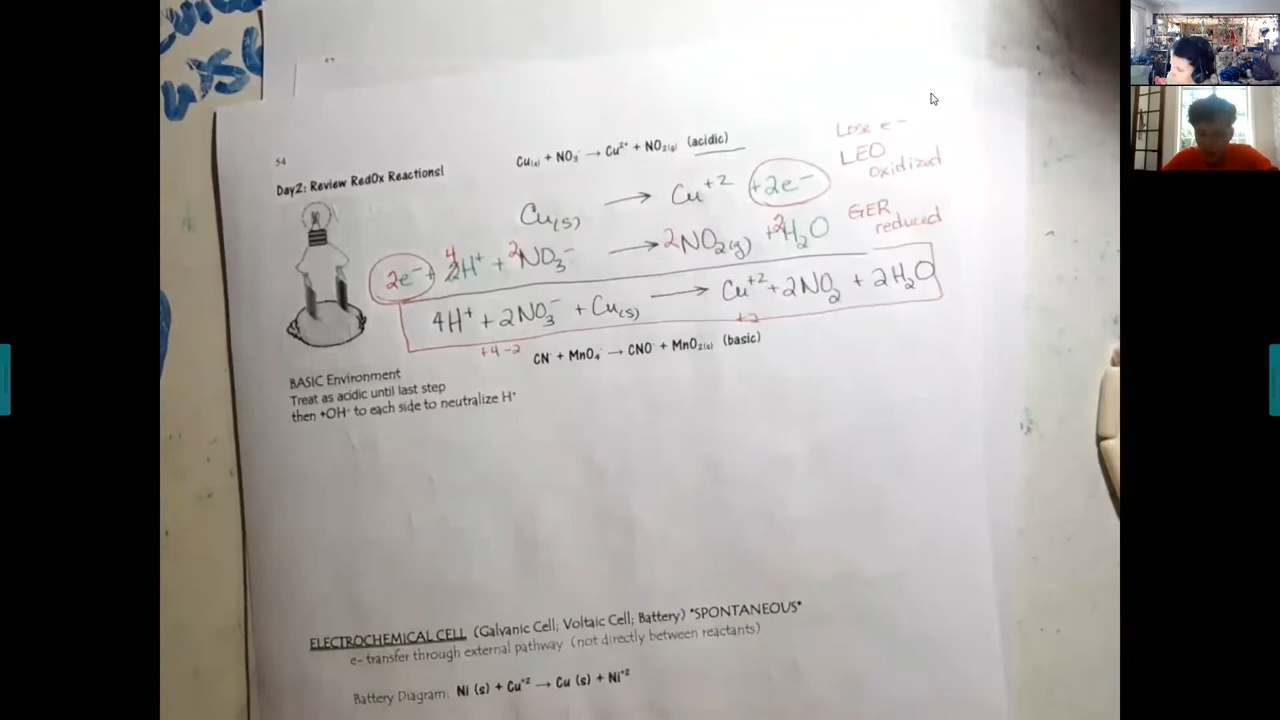 54
Day2: Review RedOx Reactions!
Cu(s) + NO3⁻ → Cu²⁺ + NO2(g) (acidic)
Lose e⁻
LEO
oxidized
Cu(s) → Cu⁺² +2e⁻
GER
reduced
2e⁻ + 4H⁺ + 2NO3⁻ → 2NO2(g) + 2H2O
4H⁺ + 2NO3⁻ + Cu(s) → Cu⁺² + 2NO2 + 2H2O
+4 -2
+2
CN⁻ + MnO4⁻ → CNO⁻ + MnO2(s) (basic)
BASIC Environment
Treat as acidic until last step
then +OH⁻ to each side to neutralize H⁺
ELECTROCHEMICAL CELL (Galvanic Cell; Voltaic Cell; Battery) *SPONTANEOUS*
e- transfer through external pathway (not directly between reactants)
Battery Diagram: Ni (s) + Cu⁺² → Cu (s) + Ni⁺²